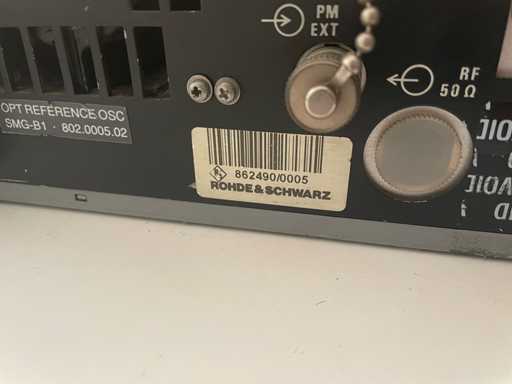 PM
EXT
RF
50 Ω
OPT REFERENCE OSC
SMG-B1 · 802.0005.02
862490/0005
ROHDE & SCHWARZ